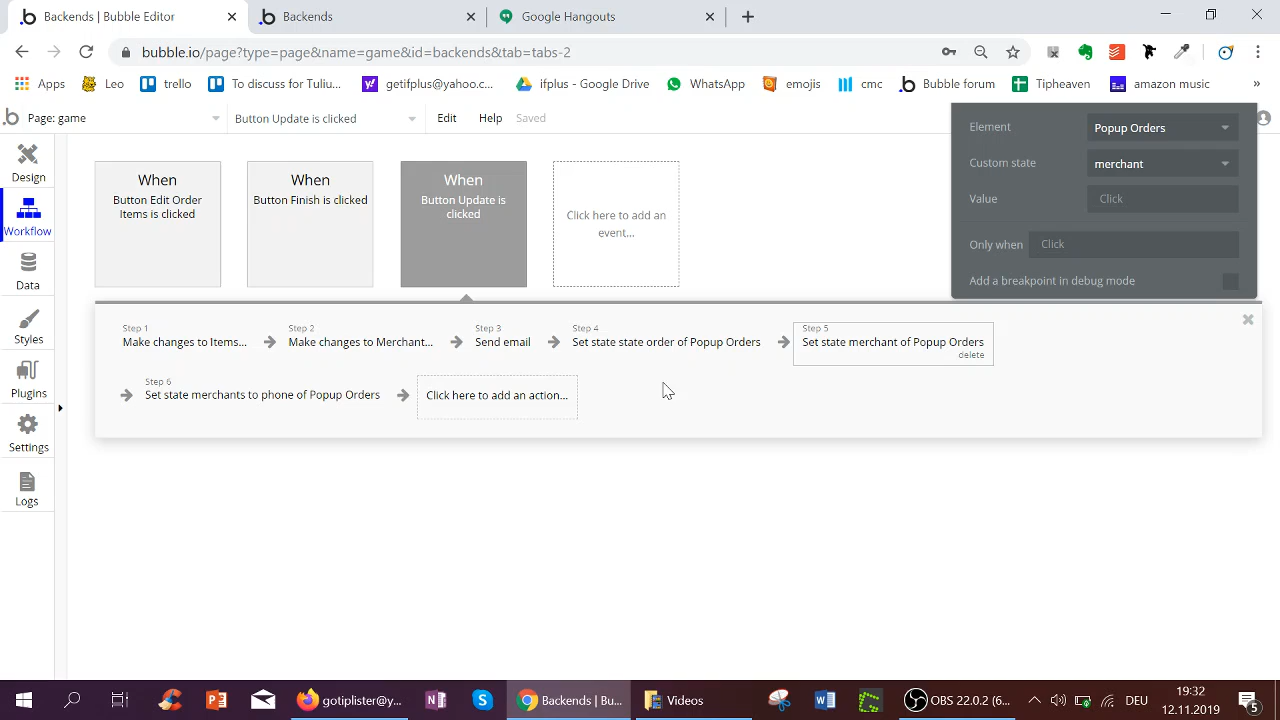 Backends | Bubble Editor
Backends
Google Hangouts
bubble.io/page?type=page&name=game&id=backends&tab=tabs-2
Apps
Leo
trello
To discuss for Tuliu...
getifplus@yahoo.c...
ifplus - Google Drive
WhatsApp
emojis
cmc
Bubble forum
Tipheaven
amazon music
»
Page: game
Button Update is clicked
Edit
Help
Saved
Design
Workflow
Data
Styles
Plugins
Settings
Logs
When
Button Edit Order
Items is clicked
When
Button Finish is clicked
When
Button Update is
clicked
Click here to add an
event...
Element
Popup Orders
Custom state
merchant
Value
Click
Only when
Click
Add a breakpoint in debug mode
Step 1
Make changes to Items...
Step 2
Make changes to Merchant...
Step 3
Send email
Step 4
Set state state order of Popup Orders
Step 5
Set state merchant of Popup Orders
delete
Step 6
Set state merchants to phone of Popup Orders
Click here to add an action...
gotiplister@y...
Backends | Bu...
Videos
OBS 22.0.2 (6...
DEU
19:32
12.11.2019
5